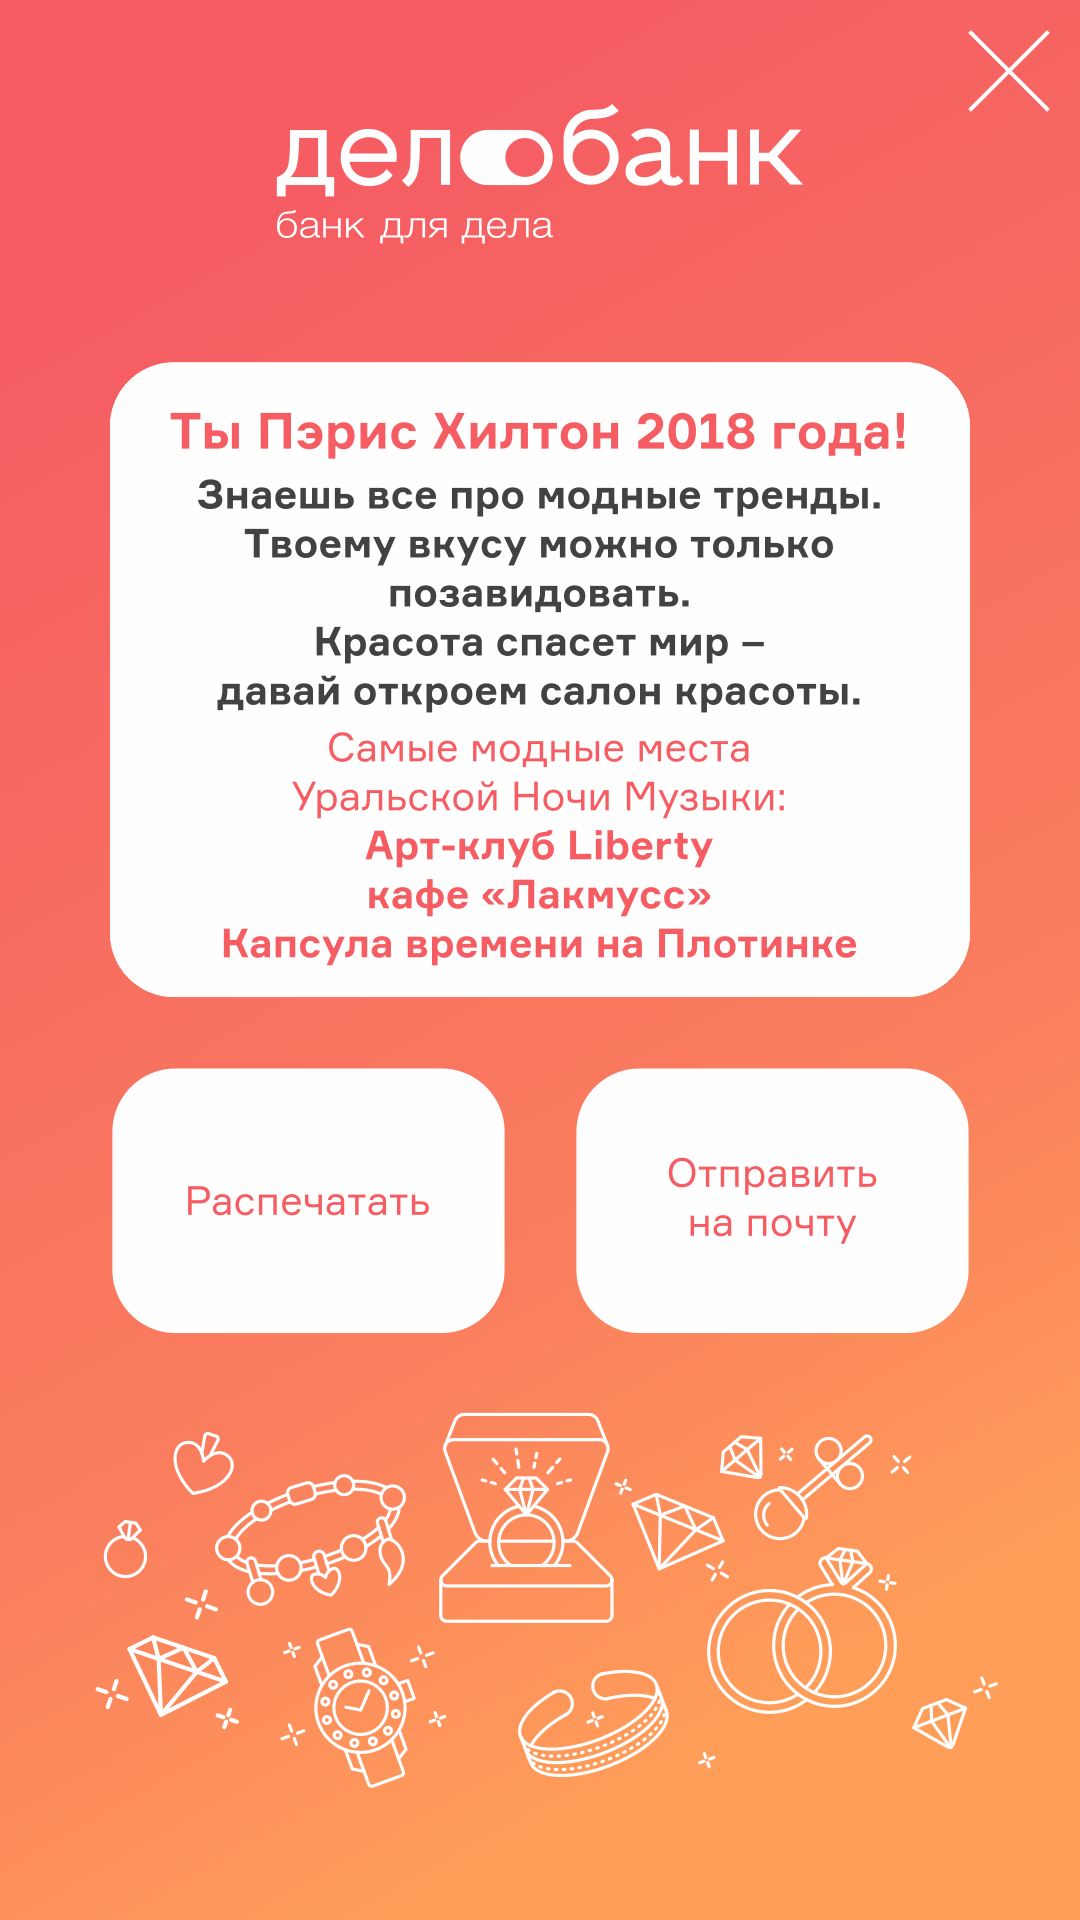 делобанк
банк для дела
Ты Пэрис Хилтон 2018 года!
Знаешь все про модные тренды.
Твоему вкусу можно только
позавидовать.
Красота спасет мир –
давай откроем салон красоты.
Самые модные места
Уральской Ночи Музыки:
Арт-клуб Liberty
кафе «Лакмусс»
Капсула времени на Плотинке
Распечатать
Отправить
на почту